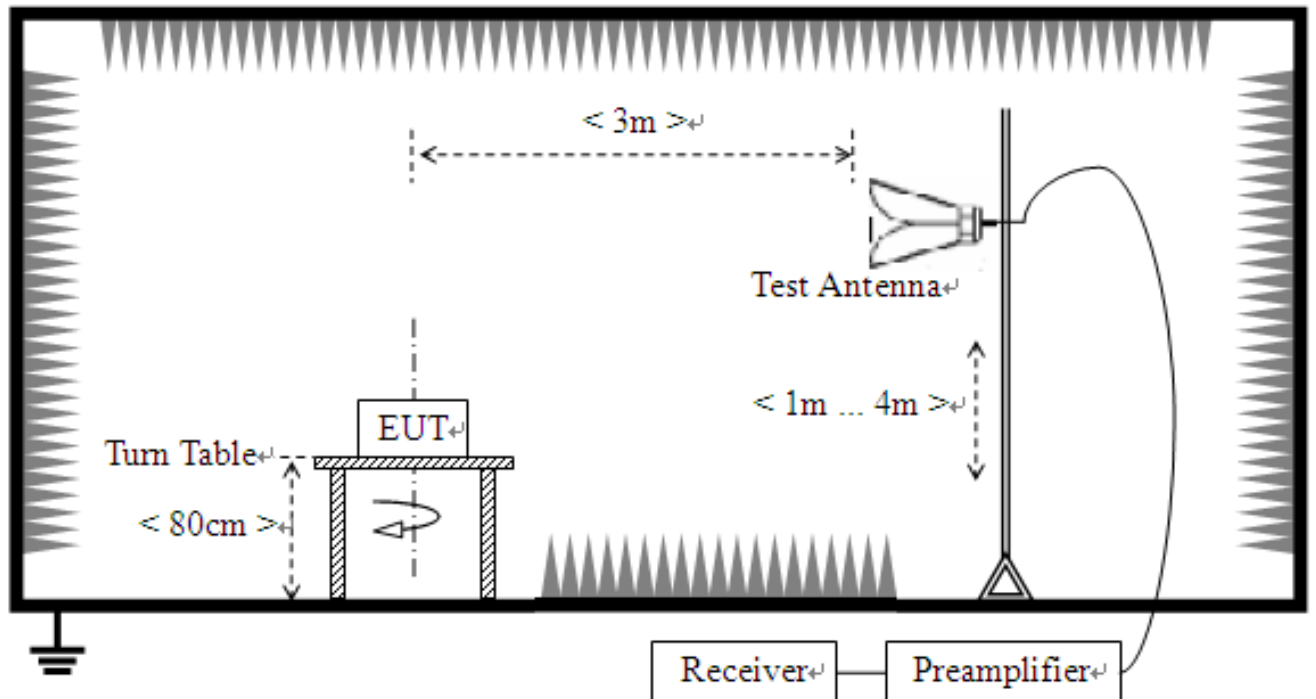 < 3m >↵
Test Antenna↵
< 1m ... 4m >↵
EUT↵
Turn Table↵
< 80cm >↵
Receiver↵
Preamplifier↵